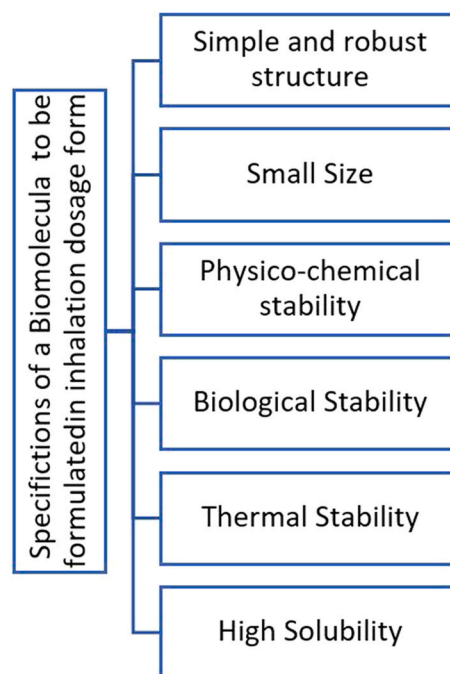 Specifictions of a Biomolecula to be
formulatedin inhalation dosage form
Simple and robust
structure
Small Size
Physico-chemical
stability
Biological Stability
Thermal Stability
High Solubility